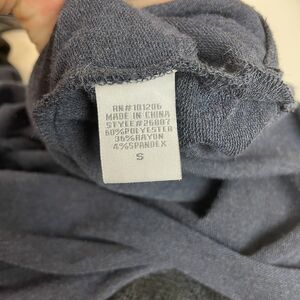 RN#101206
MADE IN CHINA
STYLE#26807
60%POLYESTER
36%RAYON
4%SPANDEX
S